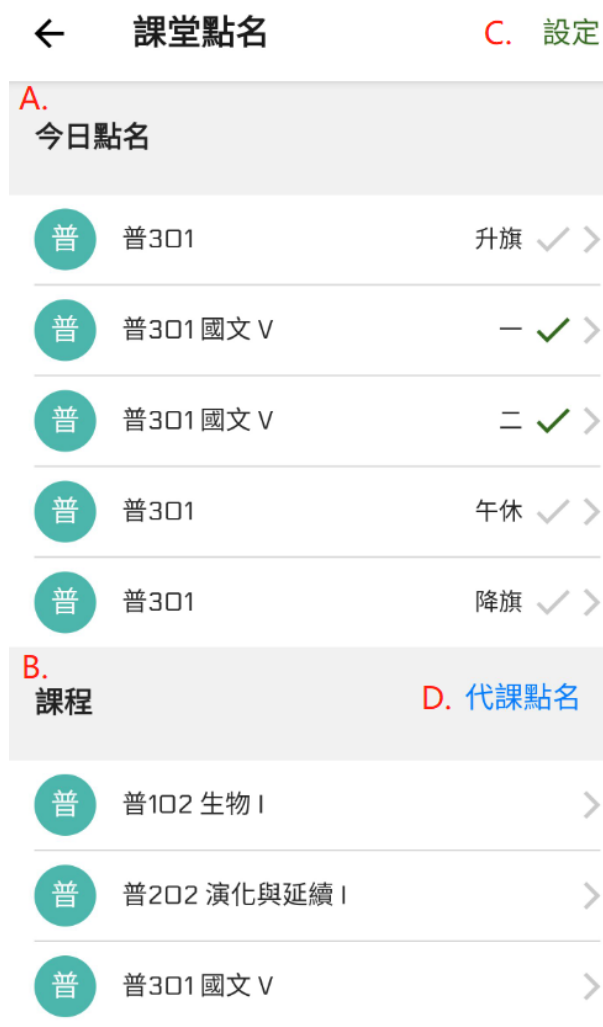 課堂點名 C. 設定
A.
今日點名
普 普301 升旗
普 普301 國文 V 一
普 普301 國文 V 二
普 普301 午休
普 普301 降旗
B.
課程 D. 代課點名
普 普102 生物 I
普 普202 演化與延續 I
普 普301 國文 V